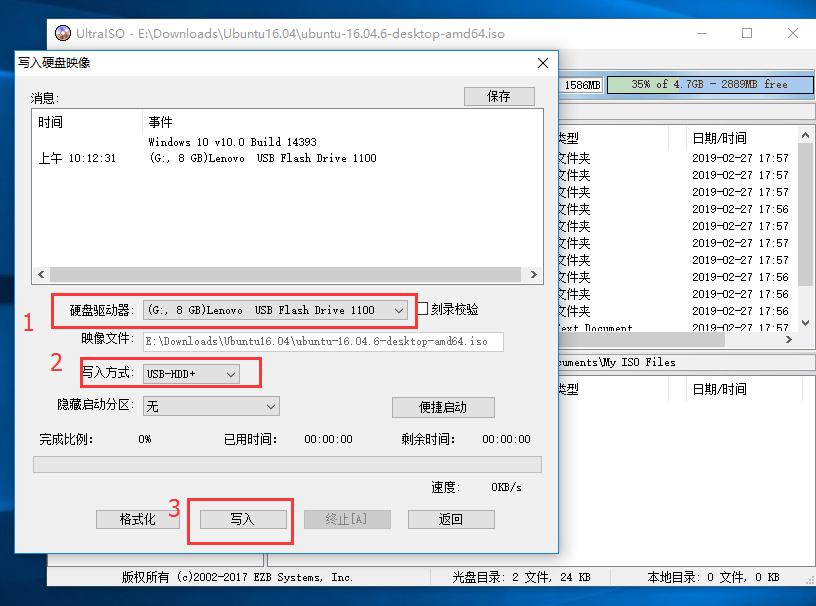 UltraISO - E:\Downloads\Ubuntu16.04\ubuntu-16.04.6-desktop-amd64.iso
写入硬盘映像
1586MB
35% of 4.7GB - 2889MB free
消息:
保存
时间 事件
Windows 10 v10.0 Build 14393
上午 10:12:31 (G:, 8 GB)Lenovo USB Flash Drive 1100
类型 日期/时间
文件夹 2019-02-27 17:57
文件夹 2019-02-27 17:57
文件夹 2019-02-27 17:57
文件夹 2019-02-27 17:56
文件夹 2019-02-27 17:57
文件夹 2019-02-27 17:57
文件夹 2019-02-27 17:57
文件夹 2019-02-27 17:56
文件夹 2019-02-27 17:56
文件夹 2019-02-27 17:56
Text Document 2019-02-27 17:57
1
硬盘驱动器: (G:, 8 GB)Lenovo USB Flash Drive 1100
刻录校验
映像文件: E:\Downloads\Ubuntu16.04\ubuntu-16.04.6-desktop-amd64.iso
2
写入方式: USB-HDD+
隐藏启动分区: 无
便捷启动
cuments\My ISO Files
类型 日期/时间
完成比例: 0% 已用时间: 00:00:00 剩余时间: 00:00:00
速度: 0KB/s
3
格式化 写入 终止[A] 返回
版权所有 (c)2002-2017 EZB Systems, Inc.
光盘目录: 2 文件, 24 KB
本地目录: 0 文件, 0 KB